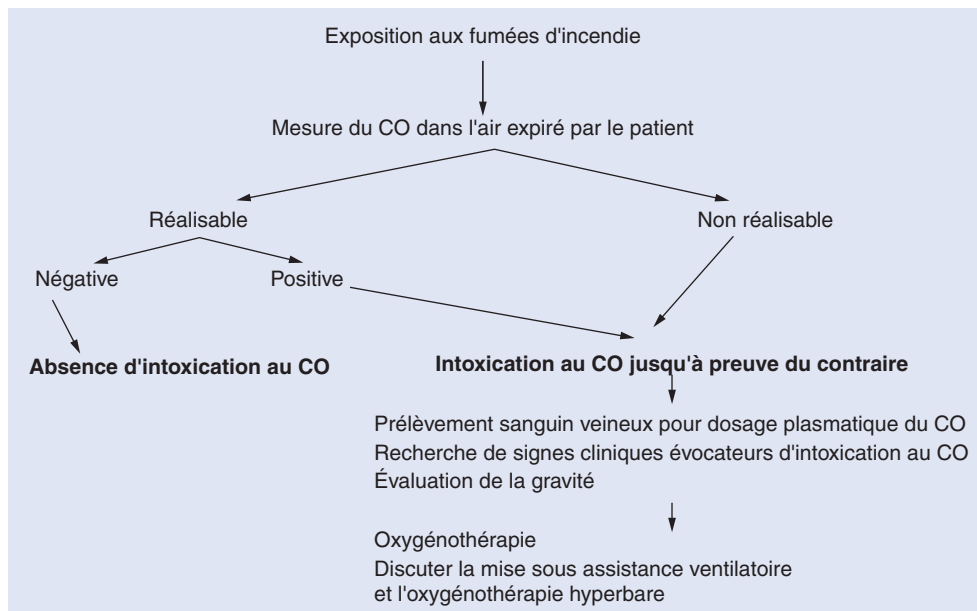 Exposition aux fumées d'incendie
Mesure du CO dans l'air expiré par le patient
Réalisable
Non réalisable
Négative
Positive
Absence d'intoxication au CO
Intoxication au CO jusqu'à preuve du contraire
Prélèvement sanguin veineux pour dosage plasmatique du CO
Recherche de signes cliniques évocateurs d'intoxication au CO
Évaluation de la gravité
Oxygénothérapie
Discuter la mise sous assistance ventilatoire
et l'oxygénothérapie hyperbare